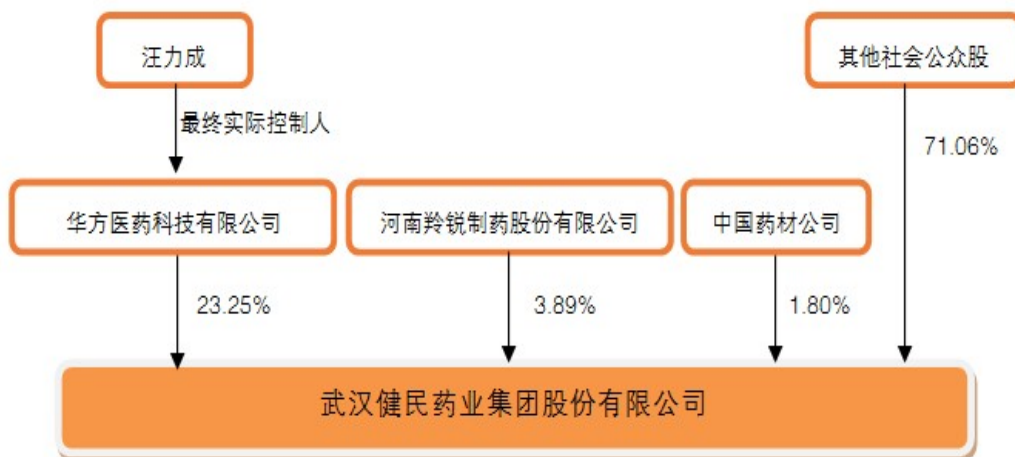 汪力成
其他社会公众股
最终实际控制人
71.06%
华方医药科技有限公司
河南羚锐制药股份有限公司
中国药材公司
23.25%
3.89%
1.80%
武汉健民药业集团股份有限公司